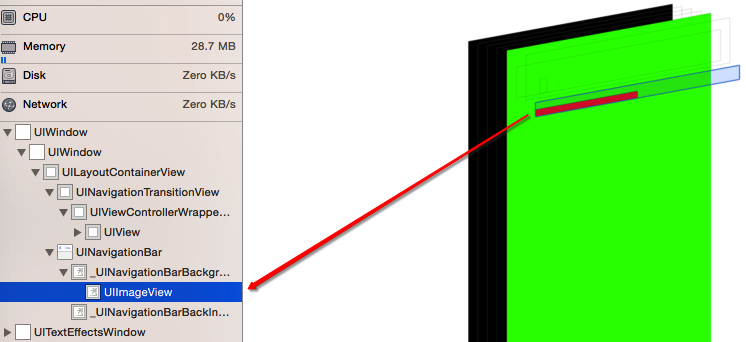 CPU 0%
Memory 28.7 MB
Disk Zero KB/s
Network Zero KB/s
UIWindow
UIWindow
UILayoutContainerView
UINavigationTransitionView
UIViewControllerWrappe...
UIView
UINavigationBar
_UINavigationBarBackgr...
UIImageView
_UINavigationBarBackIn...
UITextEffectsWindow